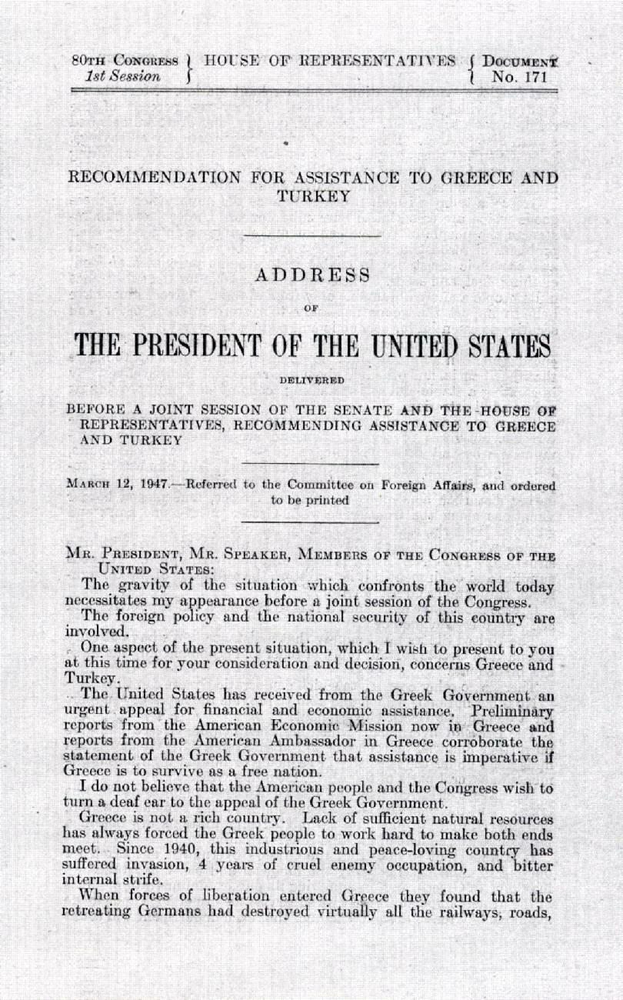 80TH CONGRESS } HOUSE OF REPRESENTATIVES { DOCUMENT
1st Session } { No. 171
RECOMMENDATION FOR ASSISTANCE TO GREECE AND
TURKEY
ADDRESS
OF
THE PRESIDENT OF THE UNITED STATES
DELIVERED
BEFORE A JOINT SESSION OF THE SENATE AND THE HOUSE OF
REPRESENTATIVES, RECOMMENDING ASSISTANCE TO GREECE
AND TURKEY
MARCH 12, 1947.—Referred to the Committee on Foreign Affairs, and ordered
to be printed
MR. PRESIDENT, MR. SPEAKER, MEMBERS OF THE CONGRESS OF THE
UNITED STATES:
The gravity of the situation which confronts the world today
necessitates my appearance before a joint session of the Congress.
The foreign policy and the national security of this country are
involved.
One aspect of the present situation, which I wish to present to you
at this time for your consideration and decision, concerns Greece and
Turkey.
The United States has received from the Greek Government an
urgent appeal for financial and economic assistance. Preliminary
reports from the American Economic Mission now in Greece and
reports from the American Ambassador in Greece corroborate the
statement of the Greek Government that assistance is imperative if
Greece is to survive as a free nation.
I do not believe that the American people and the Congress wish to
turn a deaf ear to the appeal of the Greek Government.
Greece is not a rich country. Lack of sufficient natural resources
has always forced the Greek people to work hard to make both ends
meet. Since 1940, this industrious and peace-loving country has
suffered invasion, 4 years of cruel enemy occupation, and bitter
internal strife.
When forces of liberation entered Greece they found that the
retreating Germans had destroyed virtually all the railways, roads,